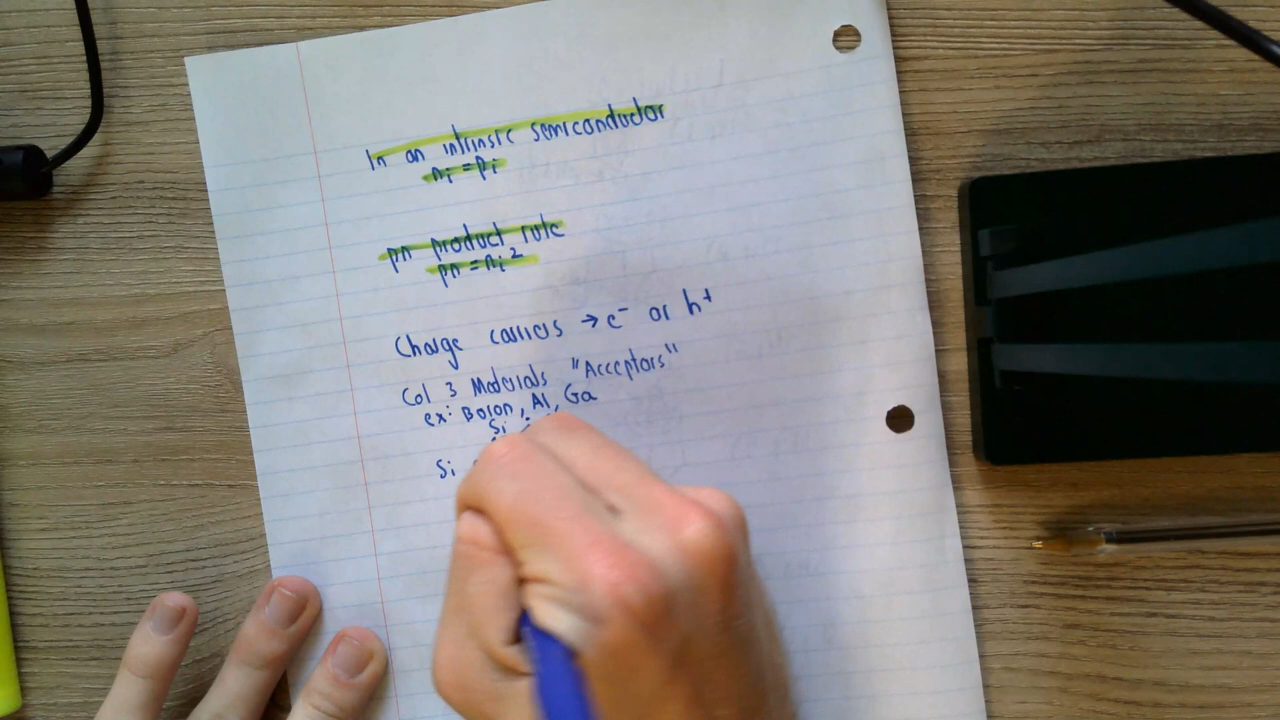 In an intrinsic semiconductor
nᵢ = pᵢ
pn product rule
pn = nᵢ²
Charge carriers → e⁻ or h⁺
Col 3 Materials "Acceptors"
ex: Boron, Al, Ga
Si
Si